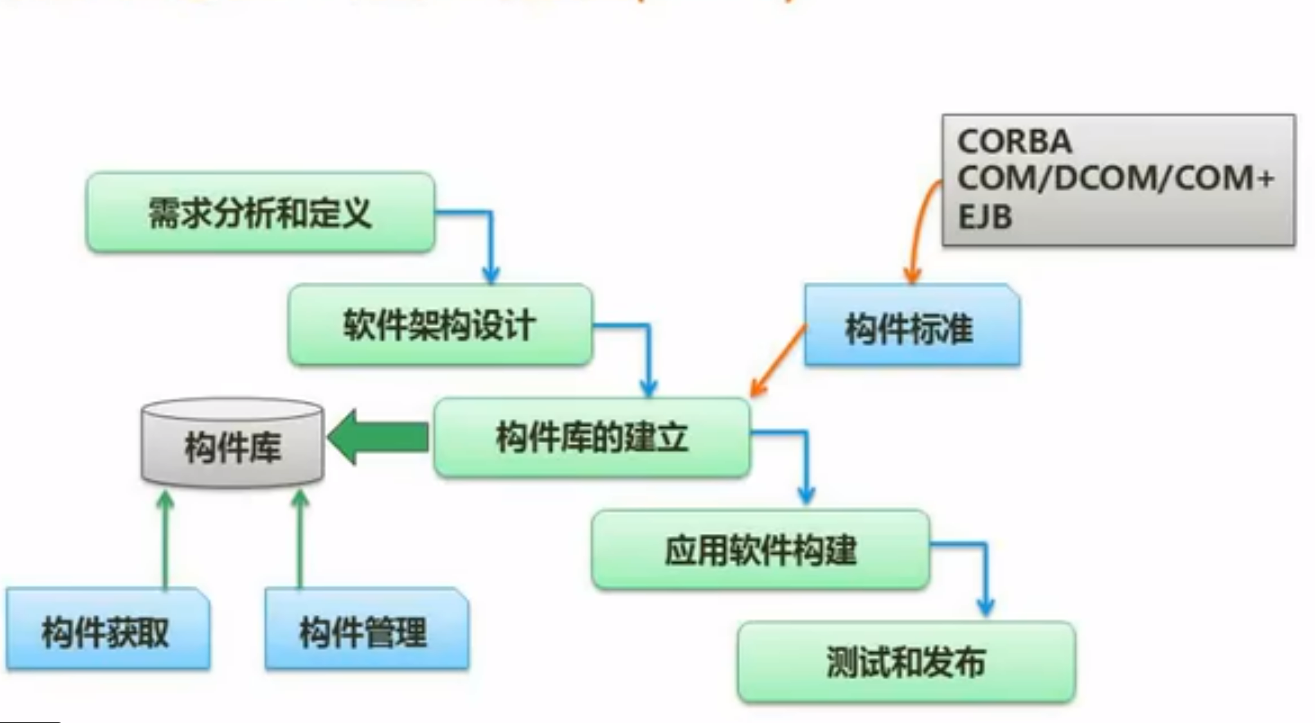 CORBA
COM/DCOM/COM+
EJB
需求分析和定义
软件架构设计
构件标准
构件库
构件库的建立
应用软件构建
构件获取
构件管理
测试和发布